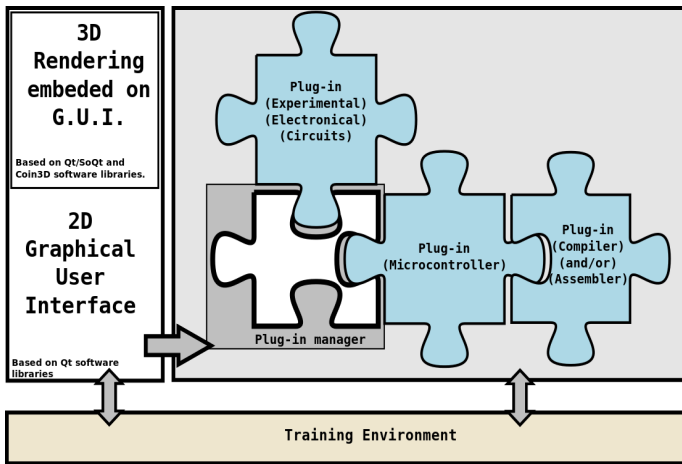 3D
Rendering
embeded on
G.U.I.
Based on Qt/SoQt and
Coin3D software libraries.
2D
Graphical
User
Interface
Based on Qt software
libraries
Plug-in
(Experimental)
(Electronical)
(Circuits)
Plug-in
(Microcontroller)
Plug-in
(Compiler)
(and/or)
(Assembler)
Plug-in manager
Training Environment